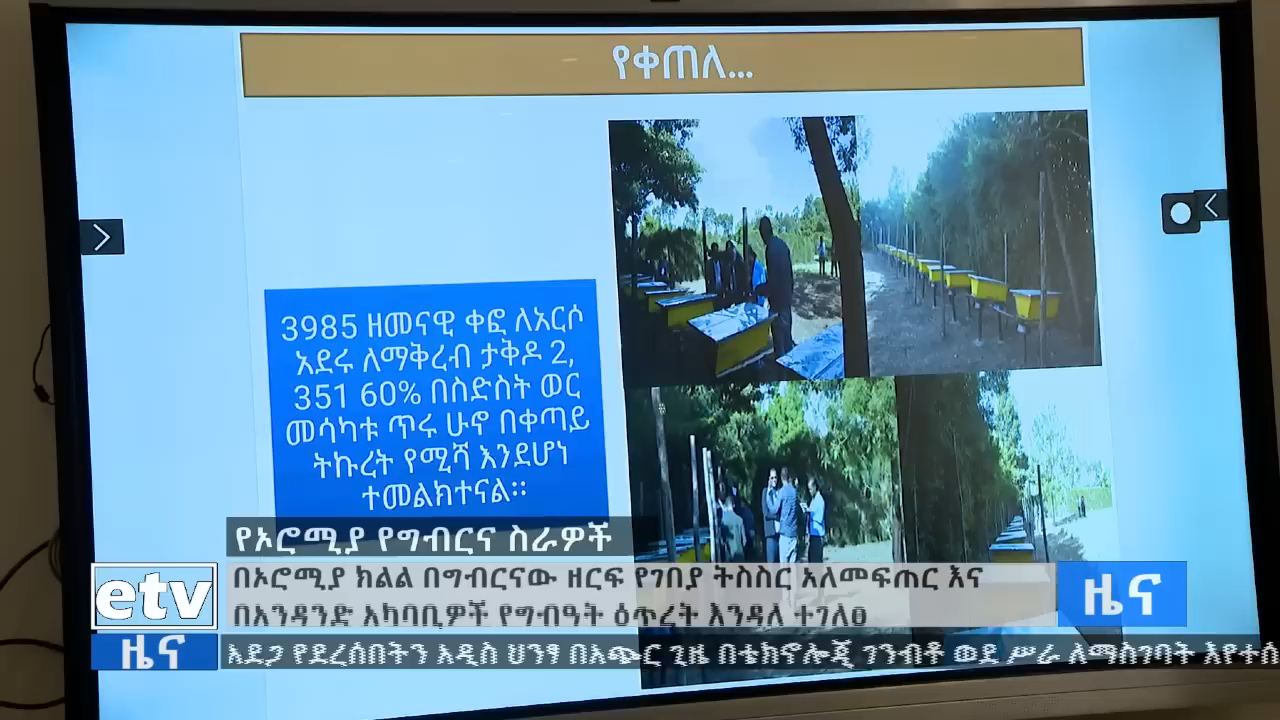 የቀጠለ...
3985 ዘመናዊ ቀፎ ለአርሶ
አደሩ ለማቅረብ ታቅዶ 2,
351 60% በስድስት ወር
መሳካቱ ጥሩ ሁኖ በቀጣይ
ትኩረት የሚሻ እንደሆነ
ተመልክተናል።
የኦሮሚያ የግብርና ስራዎች
etv
በኦሮሚያ ክልል በግብርናው ዘርፍ የገበያ ትስስር አለመፍጠር እና
በአንዳንድ አካባቢዎች የግብዓት ዕጥረት እንዳለ ተገለፀ
ዜና
ዜና
አደጋ የደረሰበትን አዲስ ህንፃ በአጭር ጊዜ በቴክኖሎጂ ገንብቶ ወደ ሥራ ለማስገባት እየተሰ